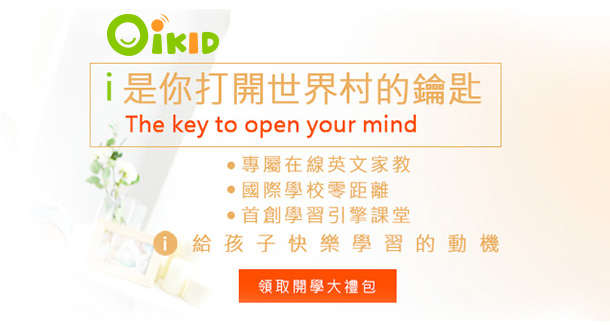 OiKID
i 是你打開世界村的鑰匙
The key to open your mind
•專屬在線英文家教
•國際學校零距離
•首創學習引擎課堂
i 給孩子快樂學習的動機
領取開學大禮包